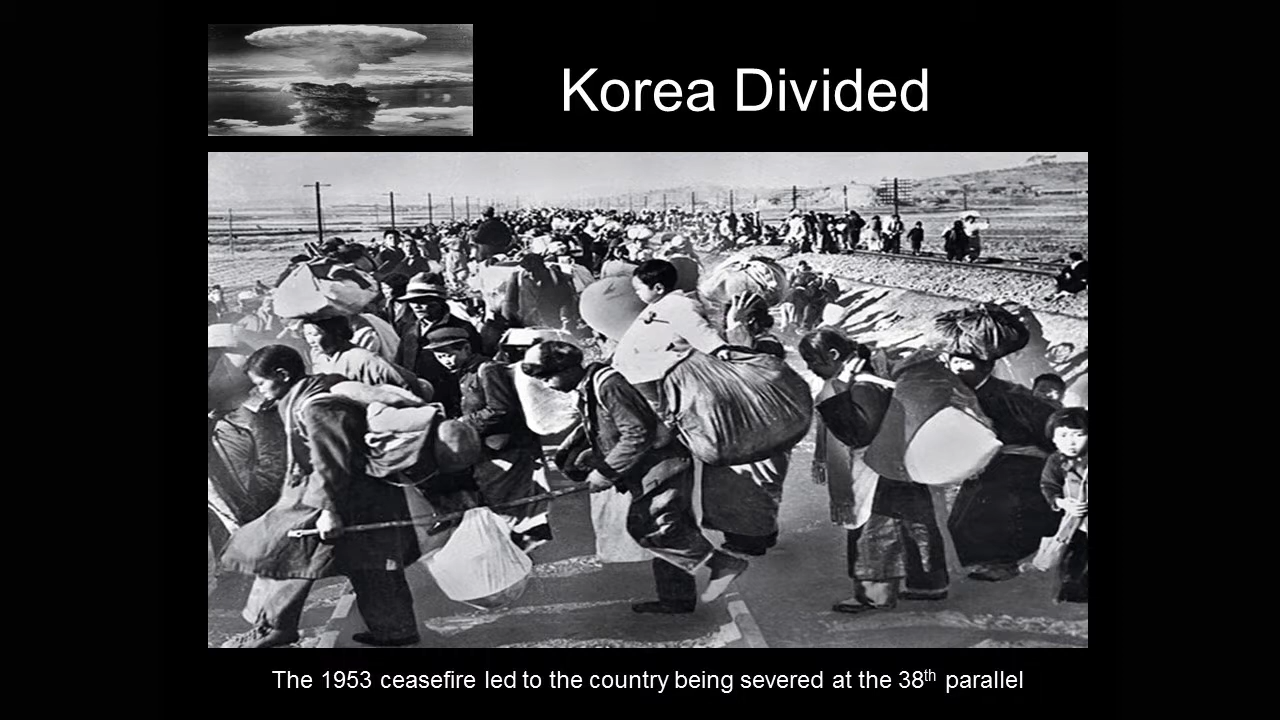 Korea Divided
The 1953 ceasefire led to the country being severed at the 38th parallel